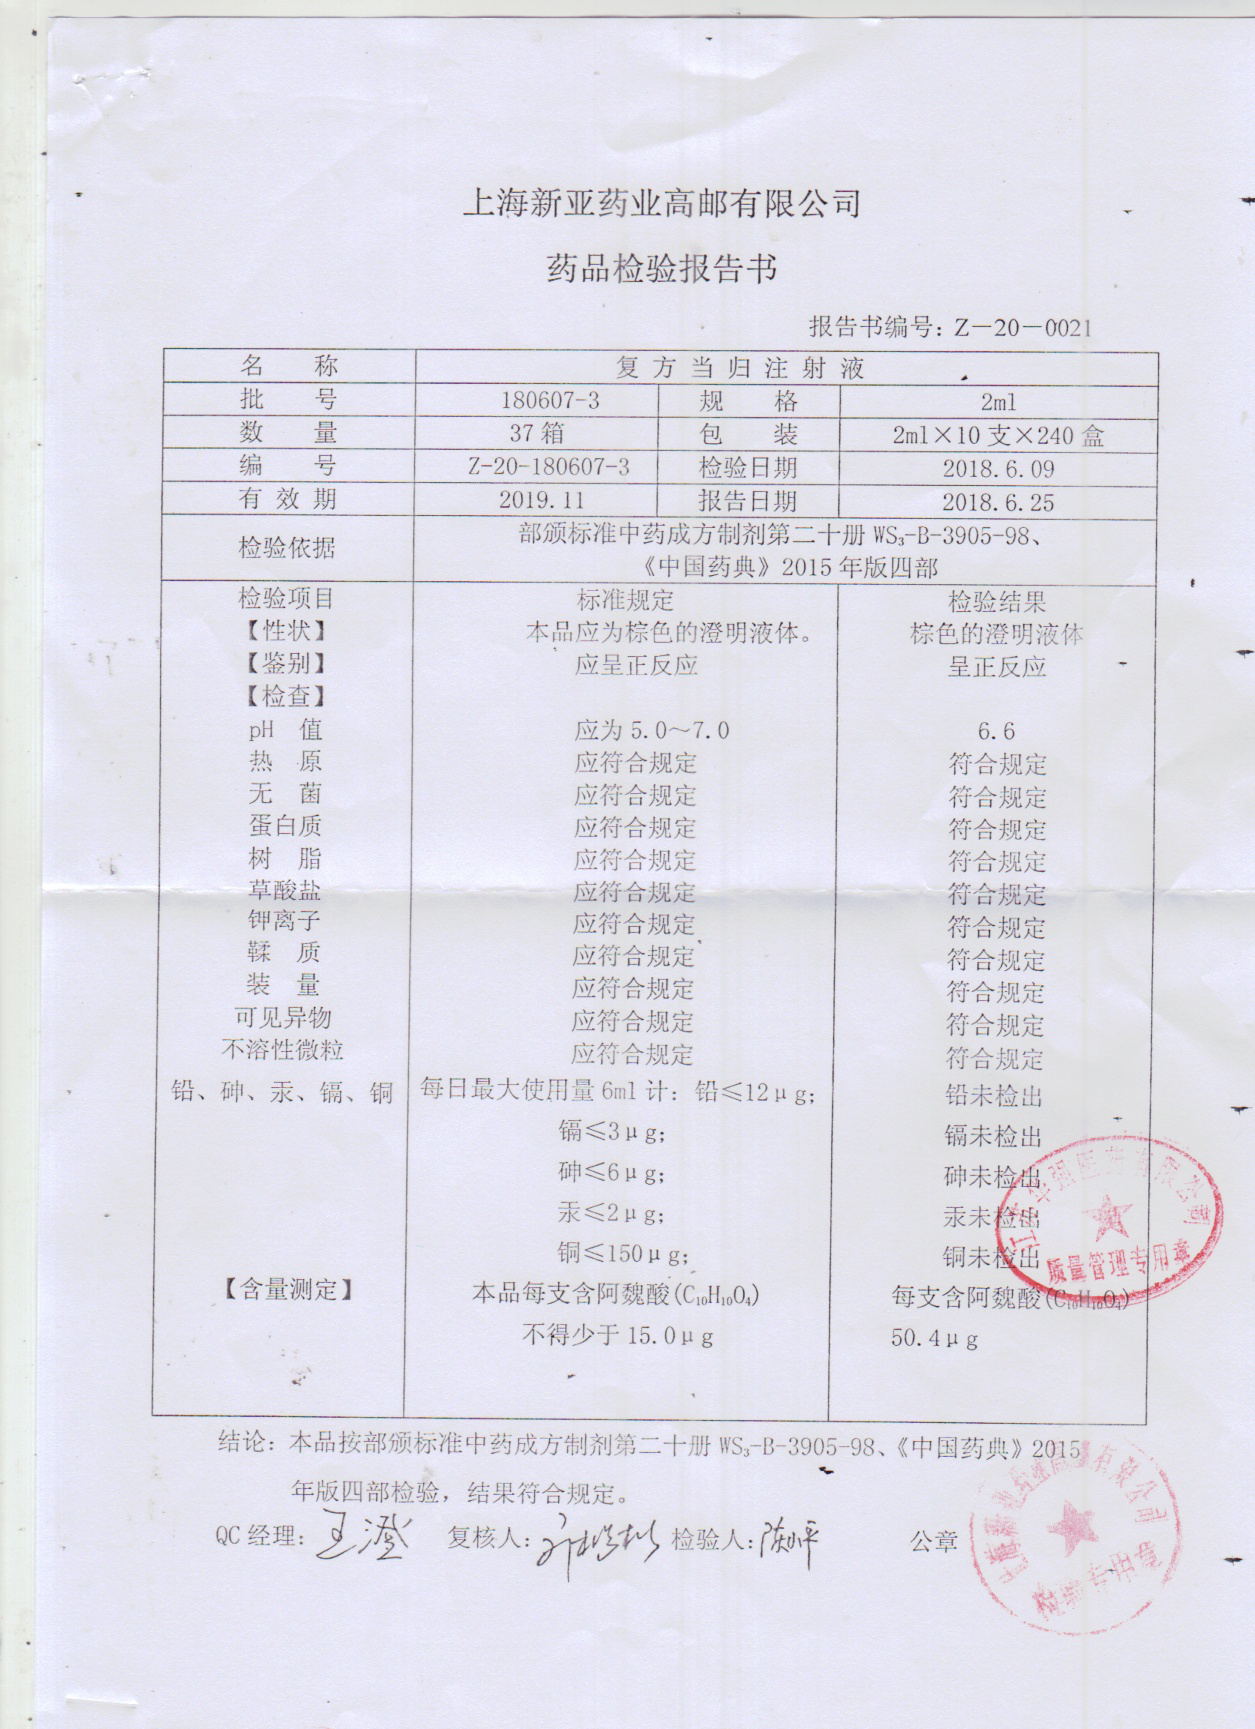 上海新亚药业高邮有限公司
药品检验报告书
报告书编号：Z－20－0021
名 称 复方当归注射液
批 号 180607-3 规 格 2ml
数 量 37箱 包 装 2ml×10支×240盒
编 号 Z-20-180607-3 检验日期 2018.6.09
有效期 2019.11 报告日期 2018.6.25
检验依据 部颁标准中药成方制剂第二十册WS₃-B-3905-98、
《中国药典》2015年版四部
检验项目 标准规定 检验结果
【性状】 本品应为棕色的澄明液体。 棕色的澄明液体
【鉴别】 应呈正反应 呈正反应
【检查】
pH 值 应为5.0～7.0 6.6
热 原 应符合规定 符合规定
无 菌 应符合规定 符合规定
蛋白质 应符合规定 符合规定
树 脂 应符合规定 符合规定
草酸盐 应符合规定 符合规定
钾离子 应符合规定 符合规定
鞣 质 应符合规定 符合规定
装 量 应符合规定 符合规定
可见异物 应符合规定 符合规定
不溶性微粒 应符合规定 符合规定
铅、砷、汞、镉、铜 每日最大使用量6ml计：铅≤12μg； 铅未检出
镉≤3μg； 镉未检出
砷≤6μg； 砷未检出
汞≤2μg； 汞未检出
铜≤150μg； 铜未检出
质量管理专用章
【含量测定】 本品每支含阿魏酸(C₁₀H₁₀O₄) 每支含阿魏酸(C₁₀H₁₀O₄)
不得少于15.0μg 50.4μg
结论：本品按部颁标准中药成方制剂第二十册WS₃-B-3905-98、《中国药典》2015
年版四部检验，结果符合规定。
QC经理：王澄 复核人： 检验人：陈小平 公章
检验专用章